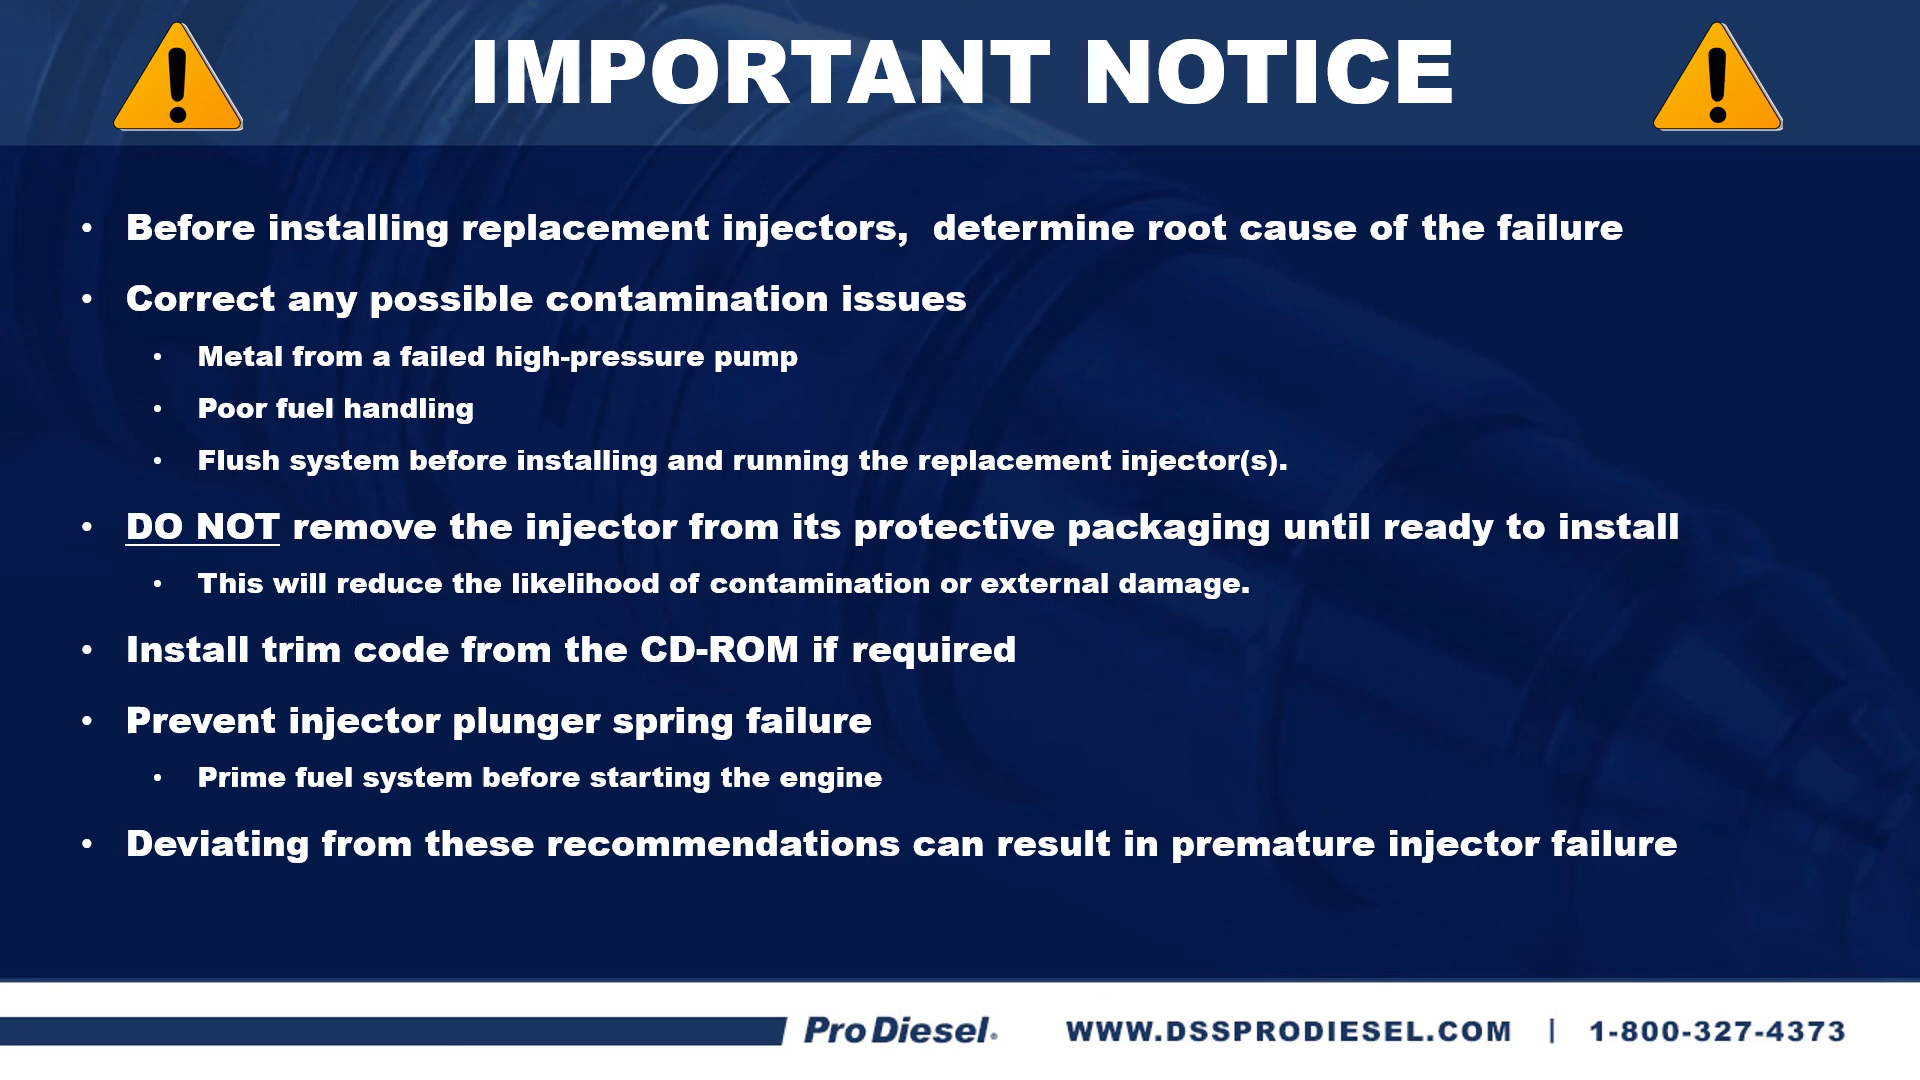 IMPORTANT NOTICE
• Before installing replacement injectors,  determine root cause of the failure
• Correct any possible contamination issues
• Metal from a failed high-pressure pump
• Poor fuel handling
• Flush system before installing and running the replacement injector(s).
• DO NOT remove the injector from its protective packaging until ready to install
• This will reduce the likelihood of contamination or external damage.
• Install trim code from the CD-ROM if required
• Prevent injector plunger spring failure
• Prime fuel system before starting the engine
• Deviating from these recommendations can result in premature injector failure
Pro Diesel® WWW.DSSPRODIESEL.COM | 1-800-327-4373